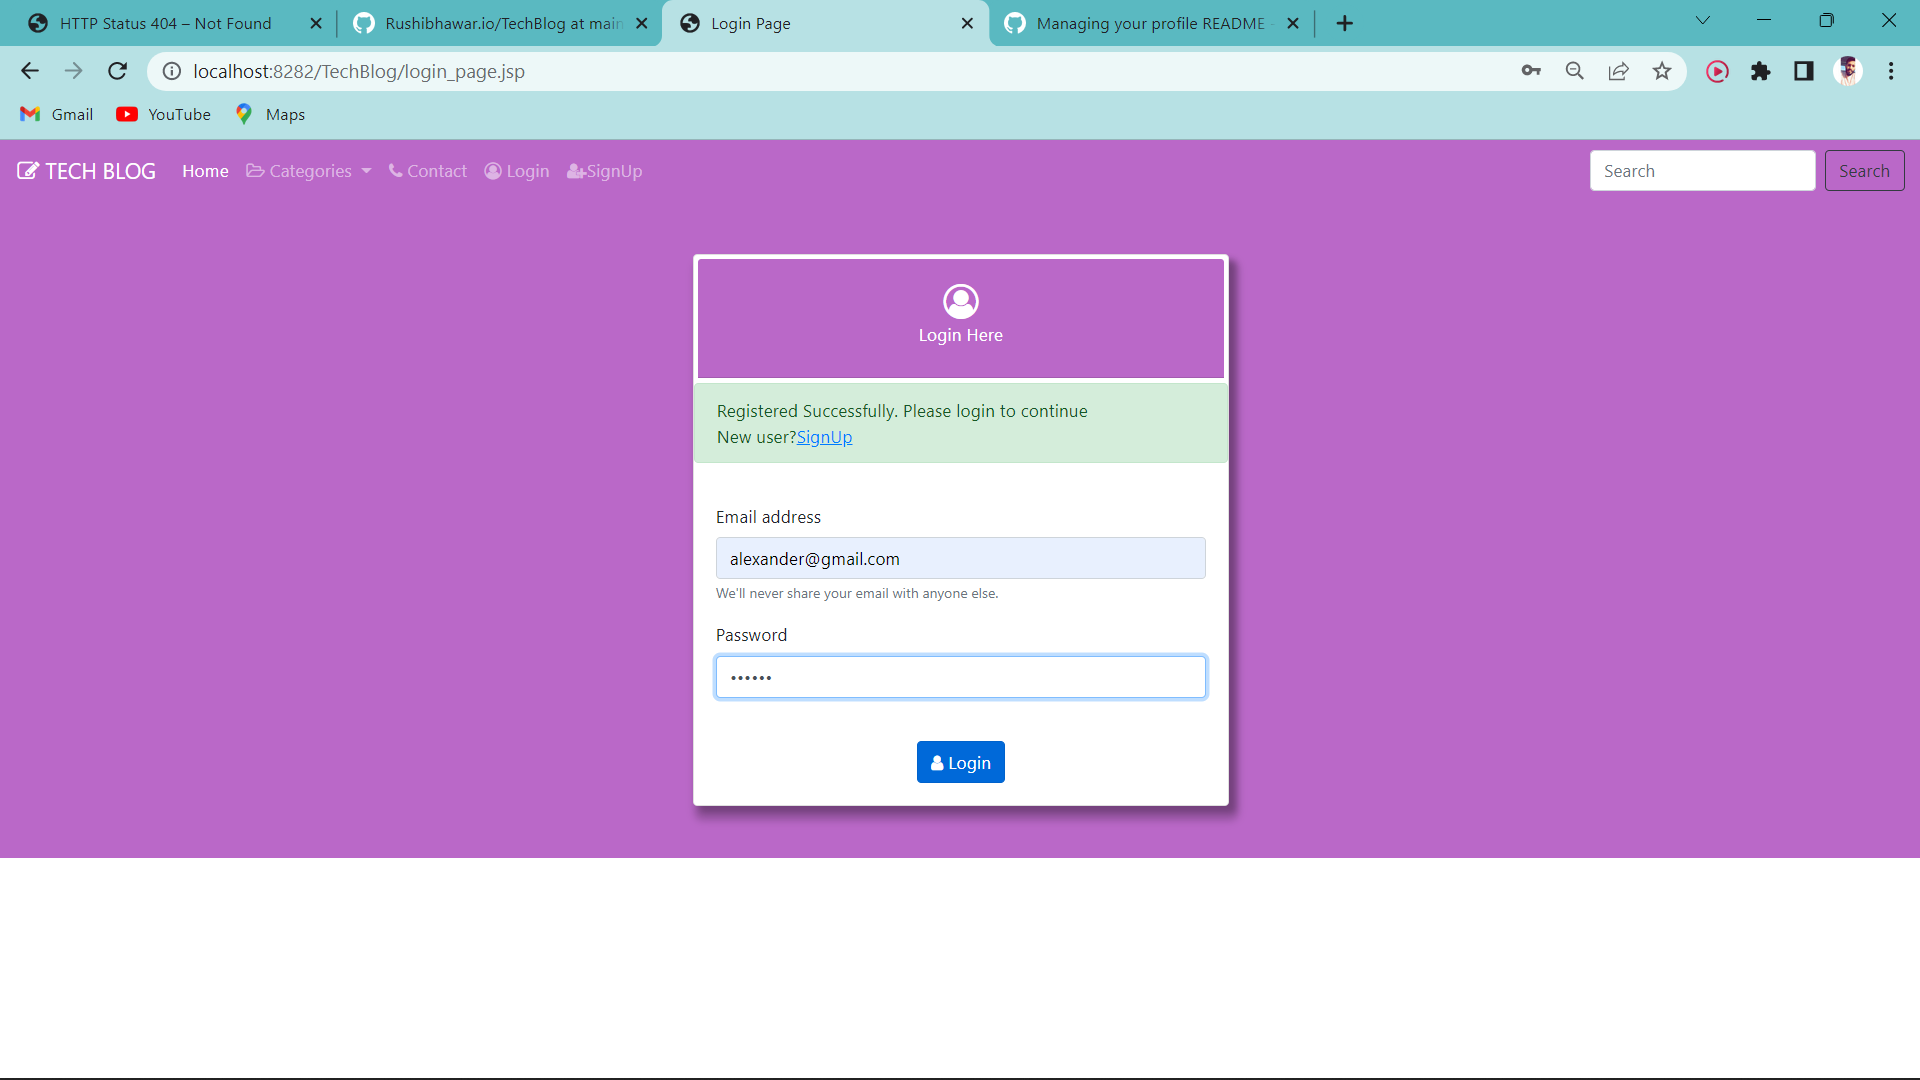 HTTP Status 404 – Not Found
Rushibhawar.io/TechBlog at main
Login Page
Managing your profile README -
localhost:8282/TechBlog/login_page.jsp
Gmail YouTube Maps
TECH BLOG Home Categories Contact Login SignUp Search Search
Login Here
Registered Successfully. Please login to continue
New user?SignUp
Email address
alexander@gmail.com
We'll never share your email with anyone else.
Password
••••••
Login